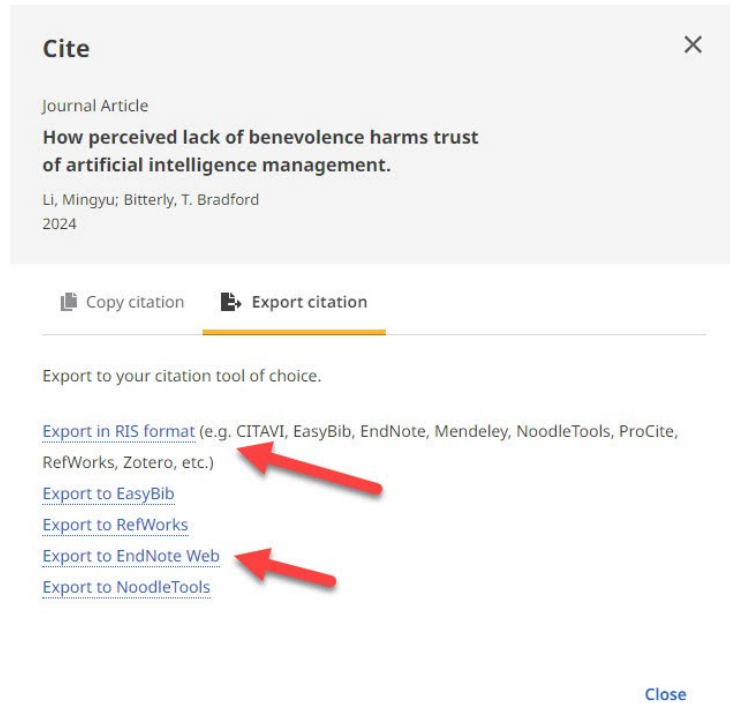 Cite
Journal Article
How perceived lack of benevolence harms trust
of artificial intelligence management.
Li, Mingyu; Bitterly, T. Bradford
2024
Copy citation Export citation
Export to your citation tool of choice.
Export in RIS format (e.g. CITAVI, EasyBib, EndNote, Mendeley, NoodleTools, ProCite,
RefWorks, Zotero, etc.)
Export to EasyBib
Export to RefWorks
Export to EndNote Web
Export to NoodleTools
Close